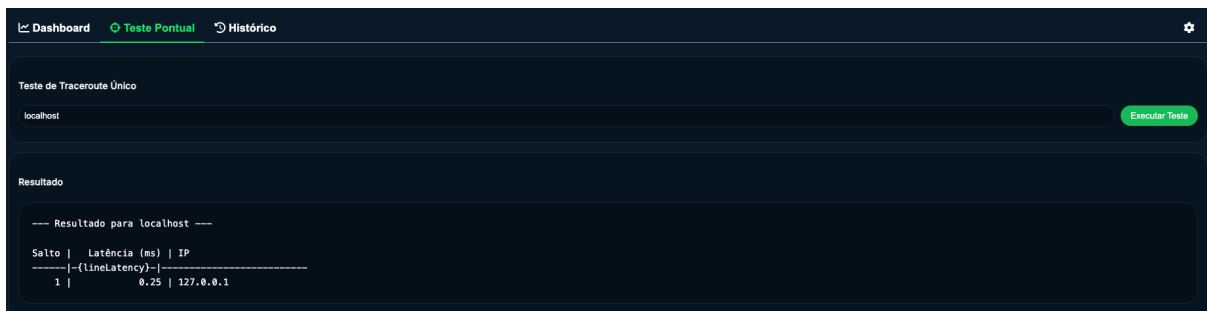 Dashboard Teste Pontual Histórico
Teste de Traceroute Único
localhost Executar Teste
Resultado
--- Resultado para localhost ---
Salto | Latência (ms) | IP
------|-{lineLatency}-|--------------------------
1 | 0.25 | 127.0.0.1